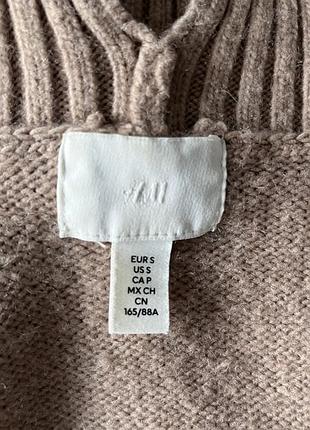 H&M
EUR S
US S
CA P
MX CH
CN
165/88A